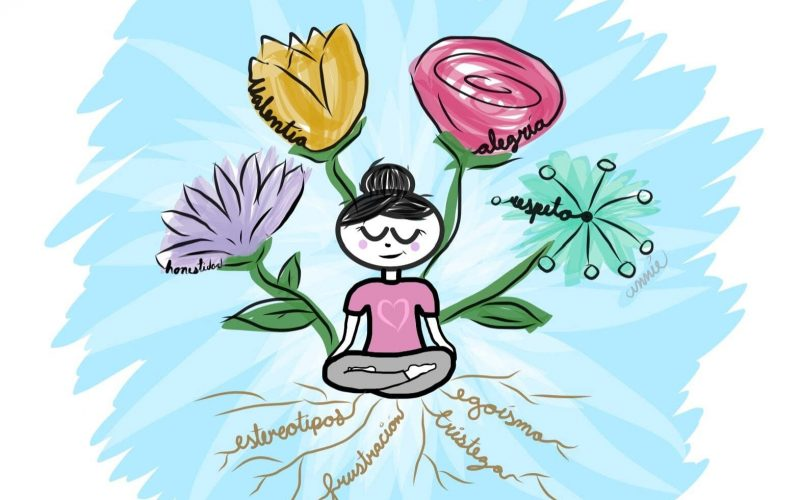 Valentía
alegría
honestidad
respeto
annie
estereotipos
frustración
egoísmo
tristeza